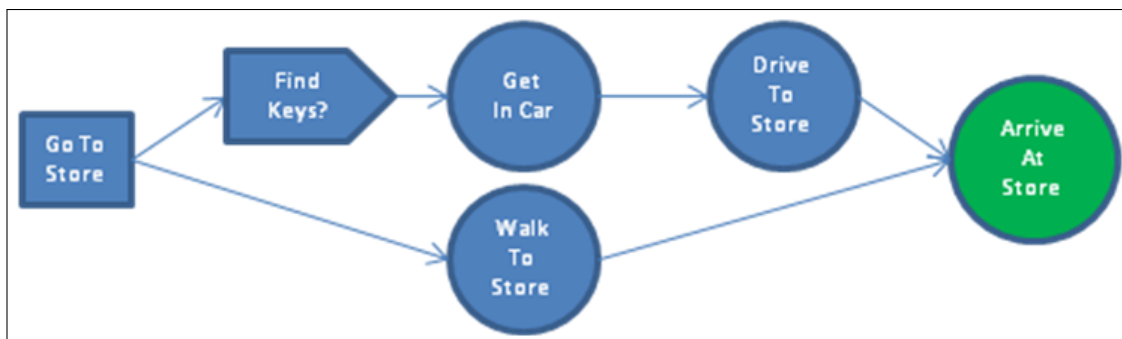 Go To
Store
Find
Keys?
Get
In Car
Drive
To
Store
Walk
To
Store
Arrive
At
Store